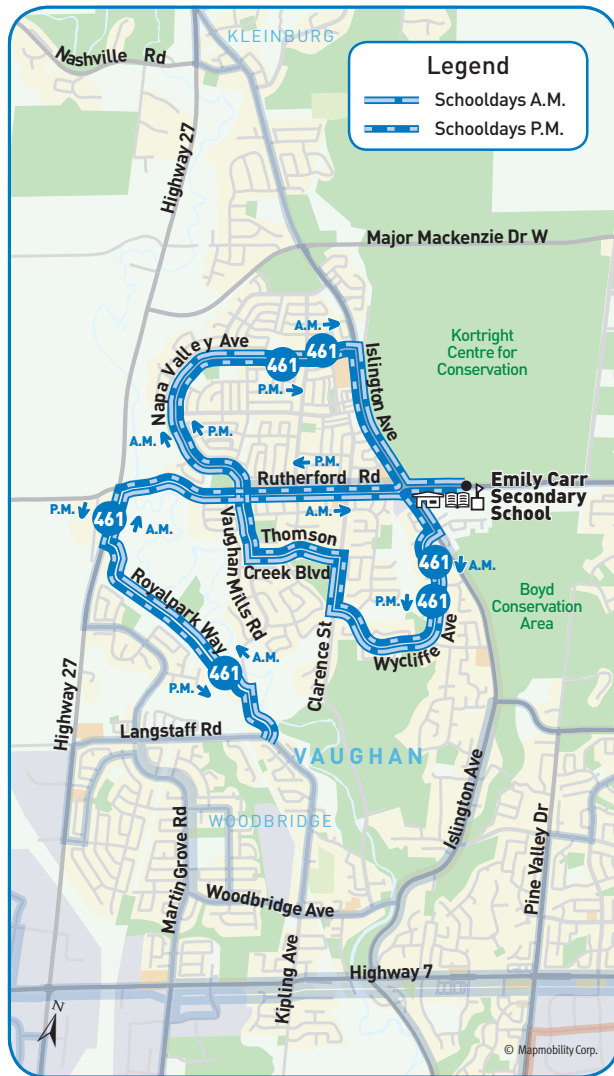 KLEINBURG
Nashville Rd
Legend
Schooldays A.M.
Schooldays P.M.
Highway 27
Major Mackenzie Dr W
Kortright
Centre for
Conservation
A.M.
Napa Valley Ave
461
461
Islington Ave
P.M.
P.M.
A.M.
P.M.
Rutherford Rd
Emily Carr
Secondary
School
P.M.
461
A.M.
A.M.
Vaughan Mills Rd
Thomson
Creek Blvd
461
A.M.
P.M.
461
Boyd
Conservation
Area
Royalpark Way
A.M.
Wycliffe Ave
Clarence St
P.M.
461
Highway 27
Langstaff Rd
VAUGHAN
Islington Ave
WOODBRIDGE
Pine Valley Dr
Martin Grove Rd
Woodbridge Ave
Kipling Ave
Highway 7
N
© Mapmobility Corp.